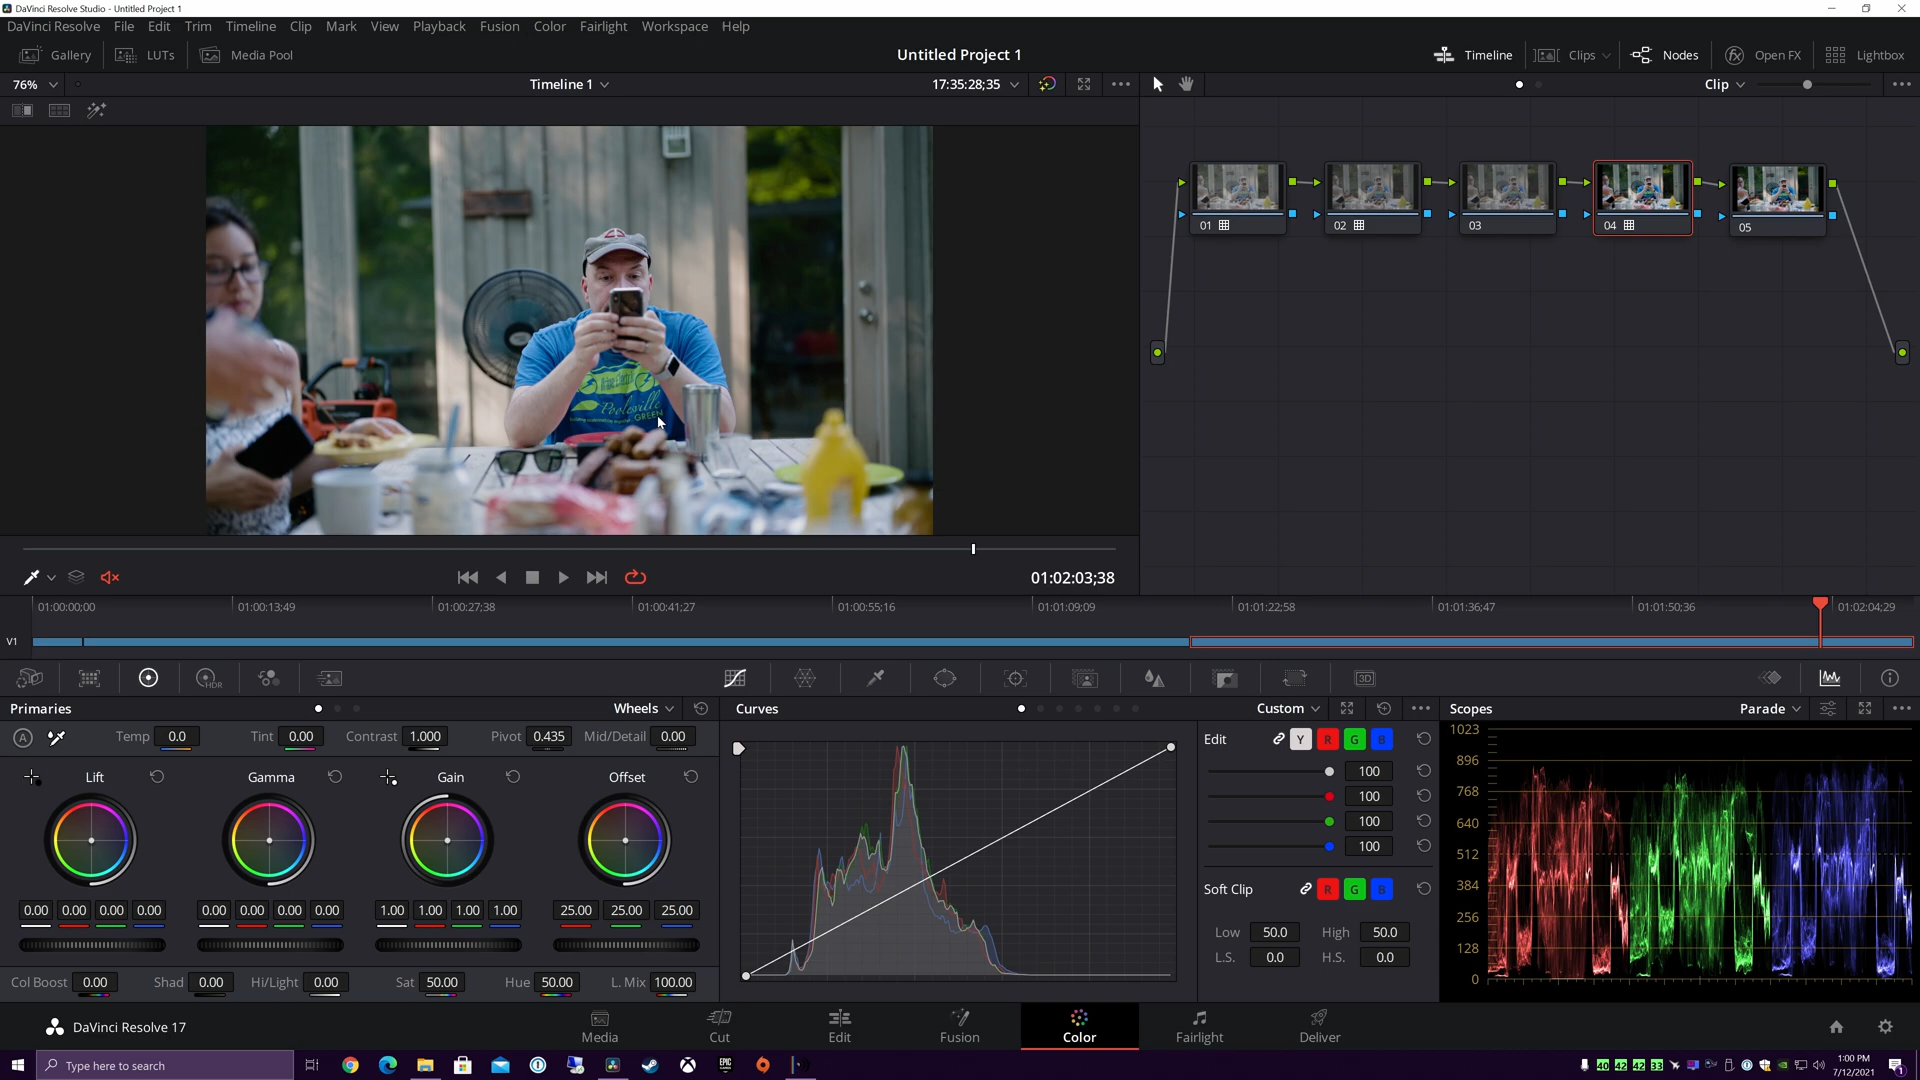 DaVinci Resolve Studio - Untitled Project 1
DaVinci Resolve File Edit Trim Timeline Clip Mark View Playback Fusion Color Fairlight Workspace Help
Gallery LUTs Media Pool Untitled Project 1 Timeline Clips Nodes Open FX Lightbox
76% Timeline 1 17:35:28;35 Clip
01 02 03 04 05
Poolesville
GREEN
01:02:03;38
01:00:00;00 01:00:13;49 01:00:27;38 01:00:41;27 01:00:55;16 01:01:09;09 01:01:22;58 01:01:36;47 01:01:50;36 01:02:04;29
V1
HDR 3D
Primaries Wheels
A Temp 0.0 Tint 0.00 Contrast 1.000 Pivot 0.435 Mid/Detail 0.00
Lift Gamma Gain Offset
0.00 0.00 0.00 0.00 0.00 0.00 0.00 0.00 1.00 1.00 1.00 1.00 25.00 25.00 25.00
Col Boost 0.00 Shad 0.00 Hi/Light 0.00 Sat 50.00 Hue 50.00 L. Mix 100.00
Curves Custom
Edit Y R G B
100
100
100
100
Soft Clip R G B
Low 50.0 High 50.0
L.S. 0.0 H.S. 0.0
Scopes Parade
1023
896
768
640
512
384
256
128
0
DaVinci Resolve 17 Media Cut Edit Fusion Color Fairlight Deliver
Type here to search
EPIC
40 42 42 33
1:00 PM
7/12/2021
1